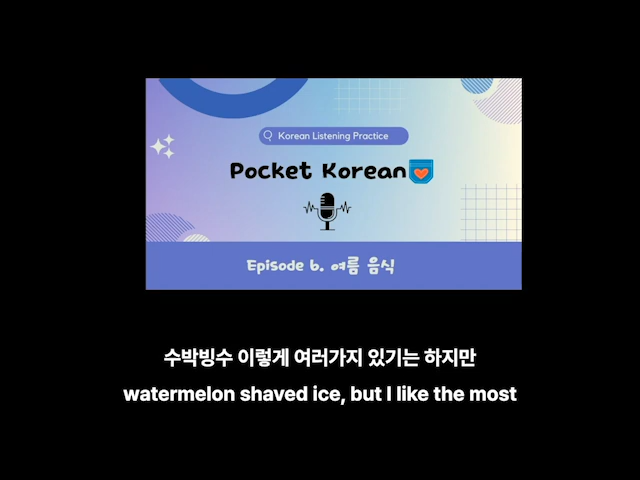 Korean Listening Practice
Pocket Korean
Episode 6. 여름 음식
수박빙수 이렇게 여러가지 있기는 하지만
watermelon shaved ice, but I like the most